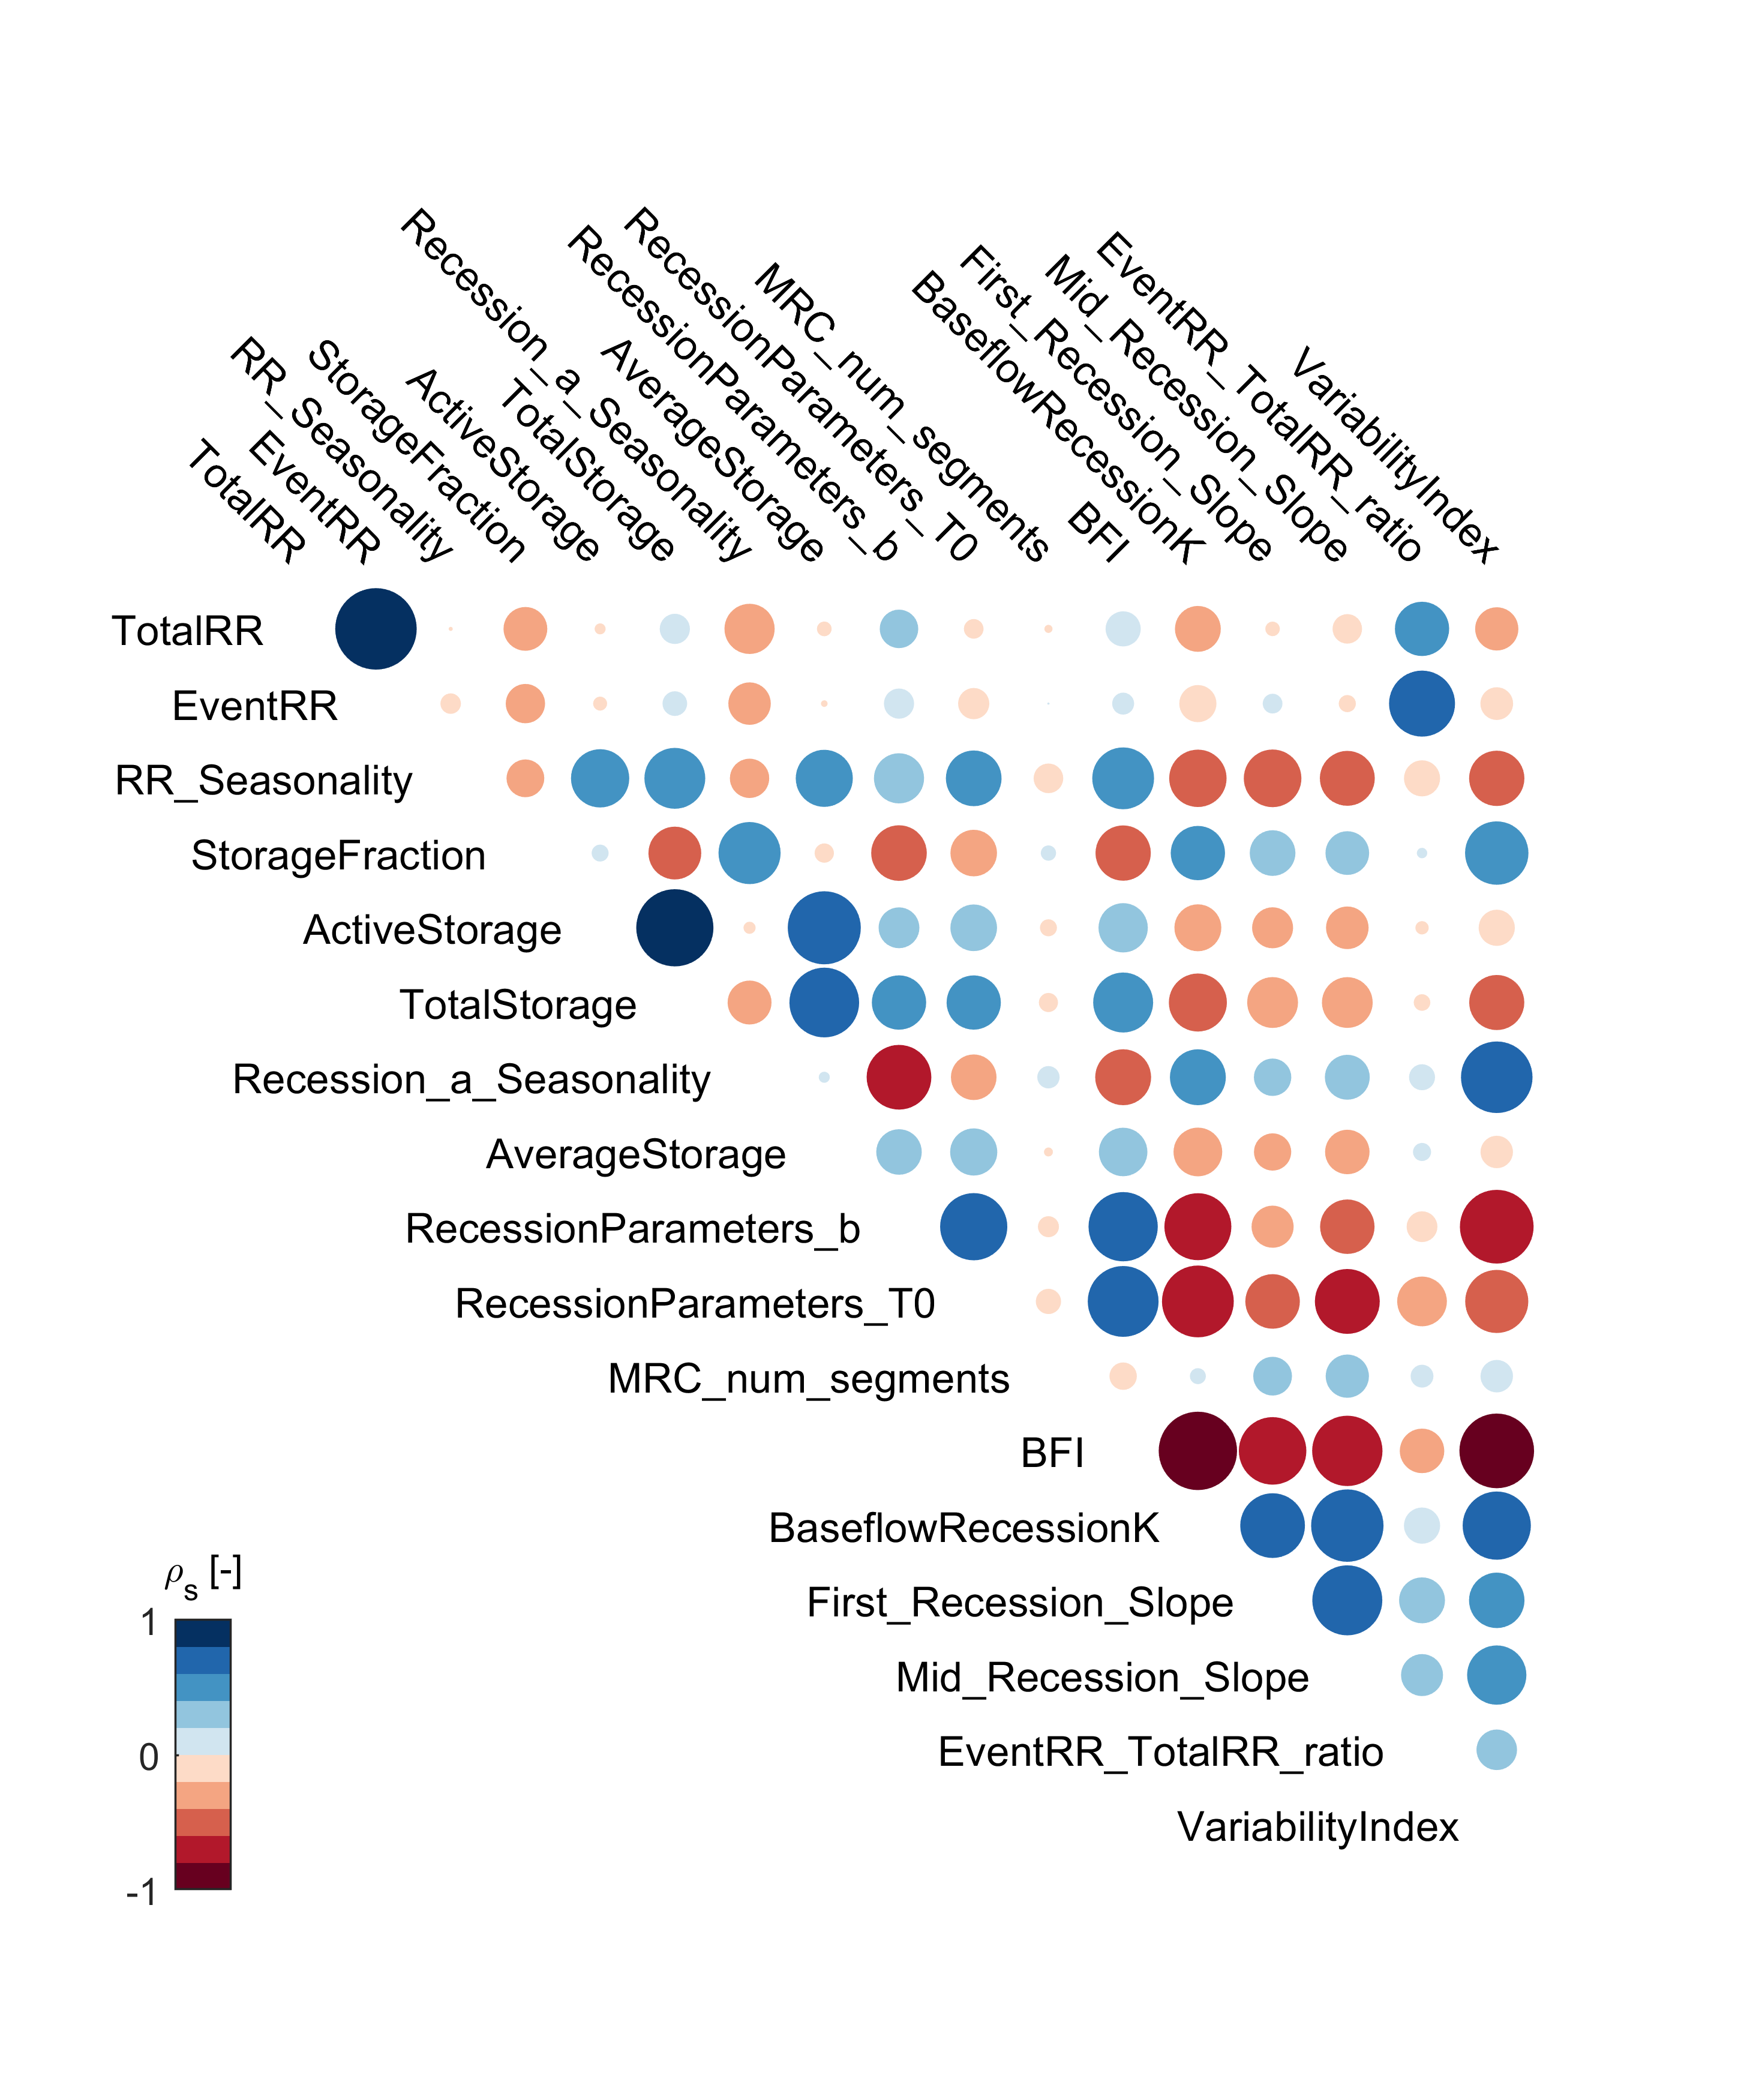 TotalRR
EventRR
RR_Seasonality
StorageFraction
ActiveStorage
TotalStorage
Recession_a_Seasonality
AverageStorage
RecessionParameters_b
RecessionParameters_T0
MRC_num_segments
BFI
BaseflowRecessionK
First_Recession_Slope
Mid_Recession_Slope
EventRR_TotalRR_ratio
VariabilityIndex
TotalRR
EventRR
RR_Seasonality
StorageFraction
ActiveStorage
TotalStorage
Recession_a_Seasonality
AverageStorage
RecessionParameters_b
RecessionParameters_T0
MRC_num_segments
BFI
BaseflowRecessionK
First_Recession_Slope
Mid_Recession_Slope
EventRR_TotalRR_ratio
VariabilityIndex
ρs [-]
1
0
-1